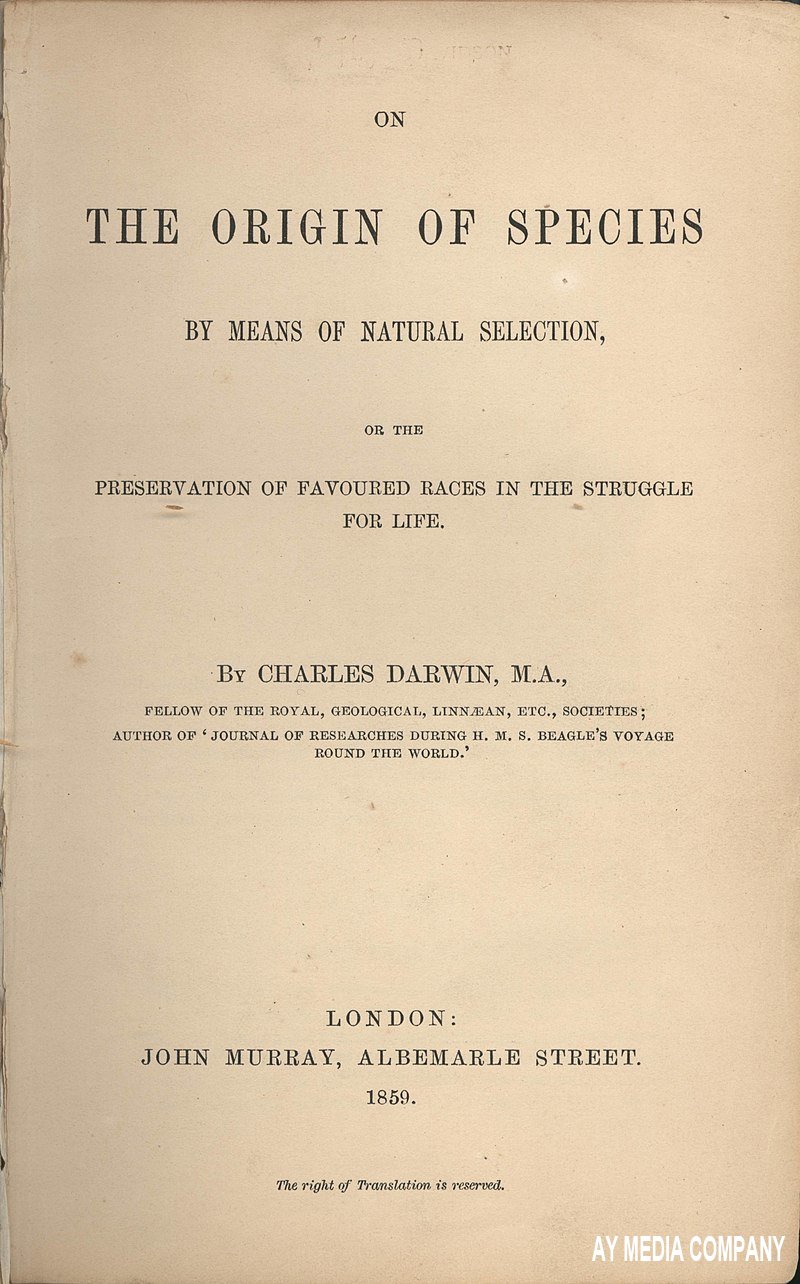 ON
THE ORIGIN OF SPECIES
BY MEANS OF NATURAL SELECTION,
OR THE
PRESERVATION OF FAVOURED RACES IN THE STRUGGLE
FOR LIFE.
By CHARLES DARWIN, M.A.,
FELLOW OF THE ROYAL, GEOLOGICAL, LINNÆAN, ETC., SOCIETIES;
AUTHOR OF ‘JOURNAL OF RESEARCHES DURING H. M. S. BEAGLE’S VOYAGE
ROUND THE WORLD.’
LONDON:
JOHN MURRAY, ALBEMARLE STREET.
1859.
The right of Translation is reserved.
AY MEDIA COMPANY